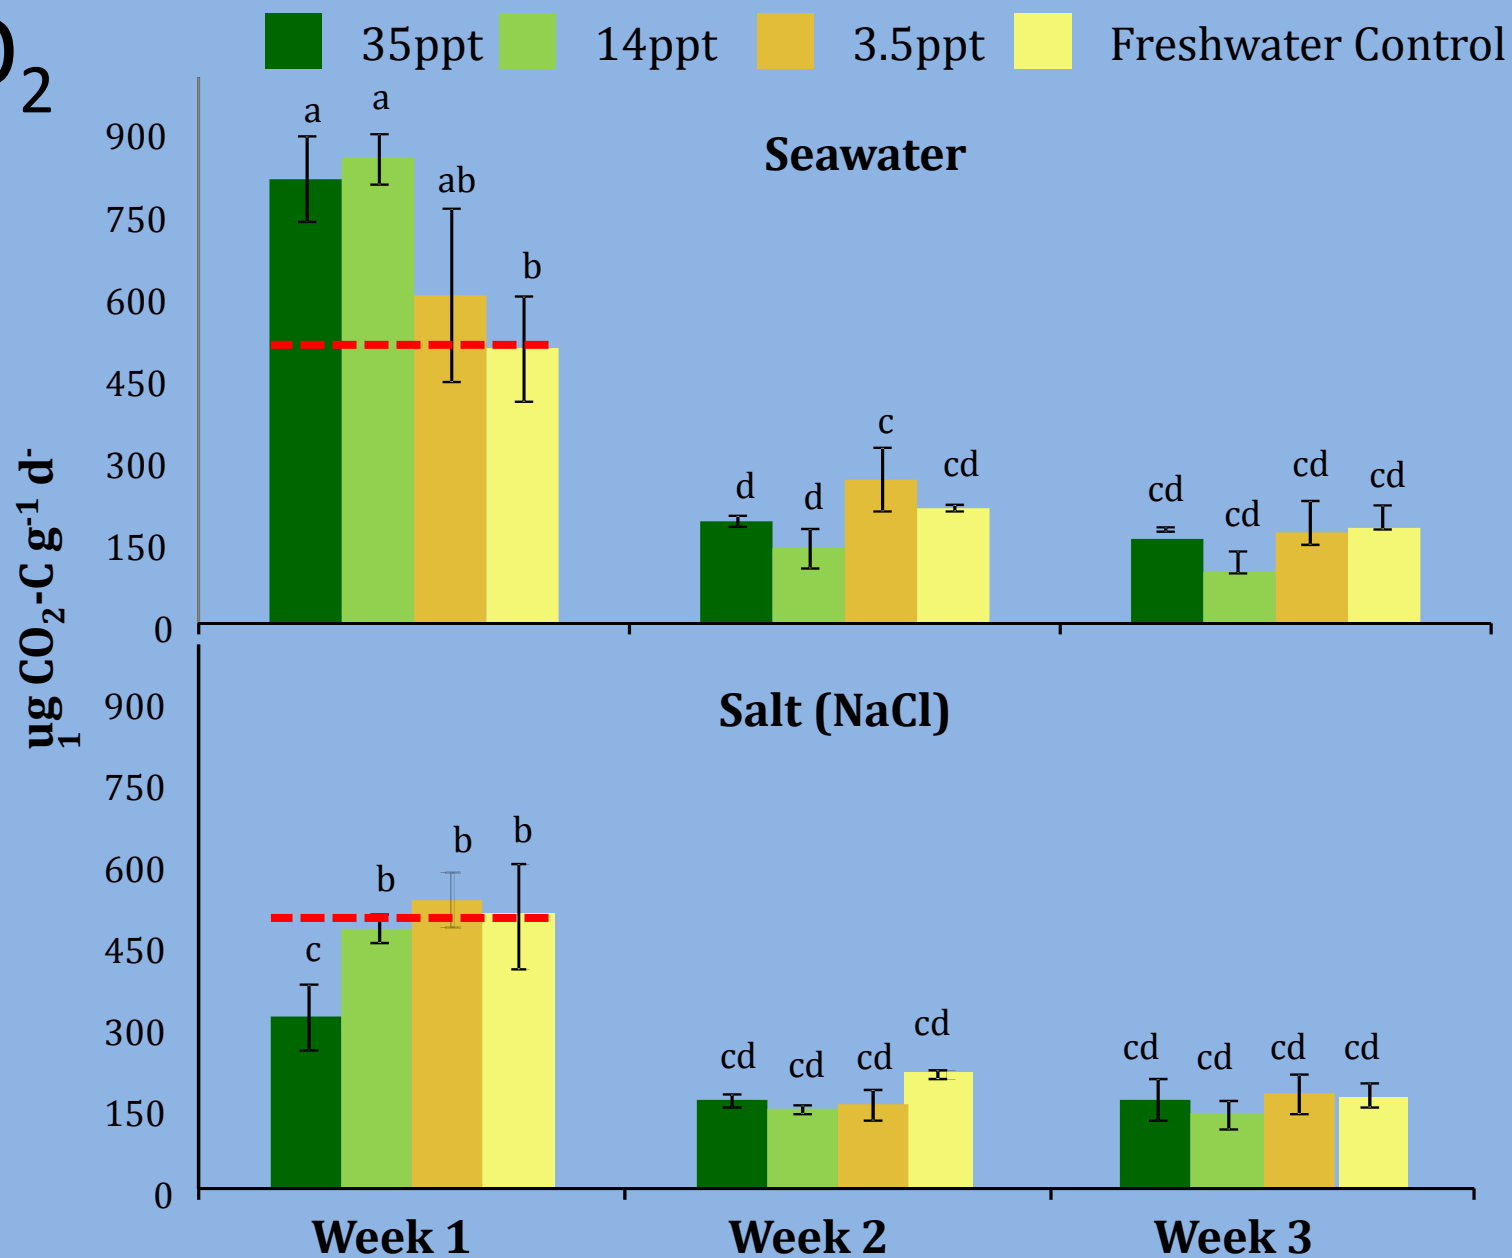 O₂
35ppt 14ppt 3.5ppt Freshwater Control
Seawater
900
750
600
450
300
150
0
a a ab b
d d c cd
cd cd cd cd
ug CO₂-C g⁻¹ d⁻
1
Salt (NaCl)
900
750
600
450
300
150
0
c b b b
cd cd cd cd
cd cd cd cd
Week 1 Week 2 Week 3